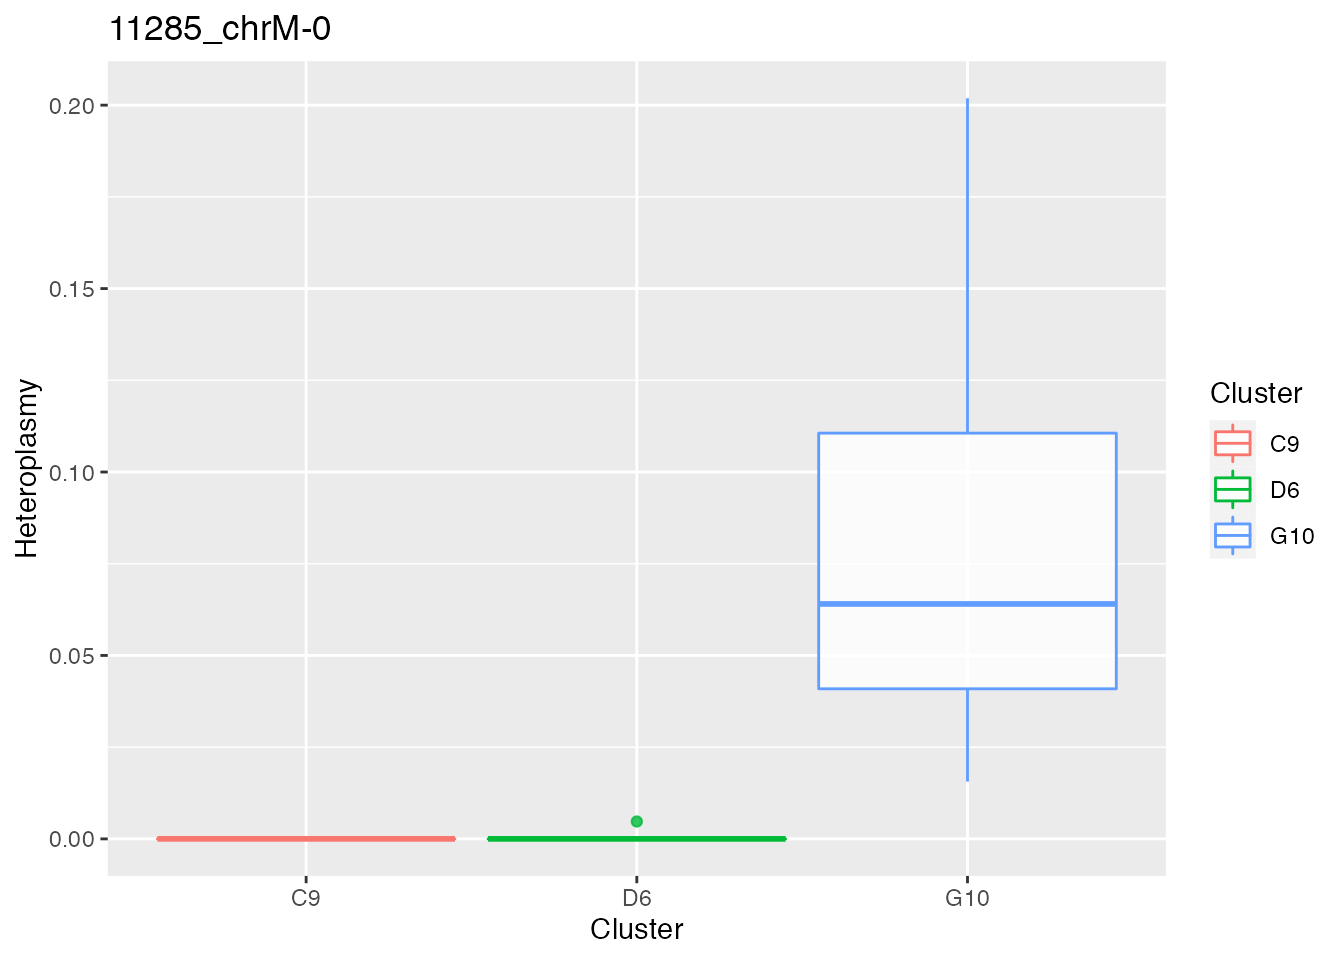 11285_chrM-0
Heteroplasmy
0.20
0.15
0.10
0.05
0.00
C9
D6
G10
Cluster
Cluster
C9
D6
G10